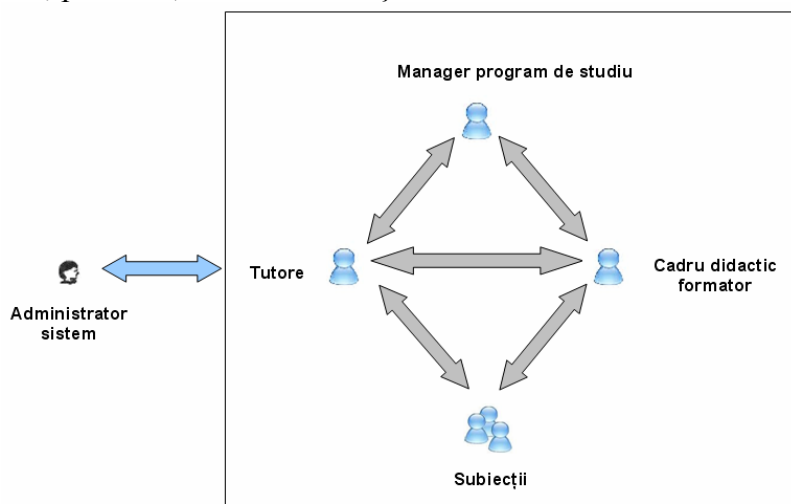 Manager program de studiu
Tutore
Cadru didactic
formator
Administrator
sistem
Subiecții